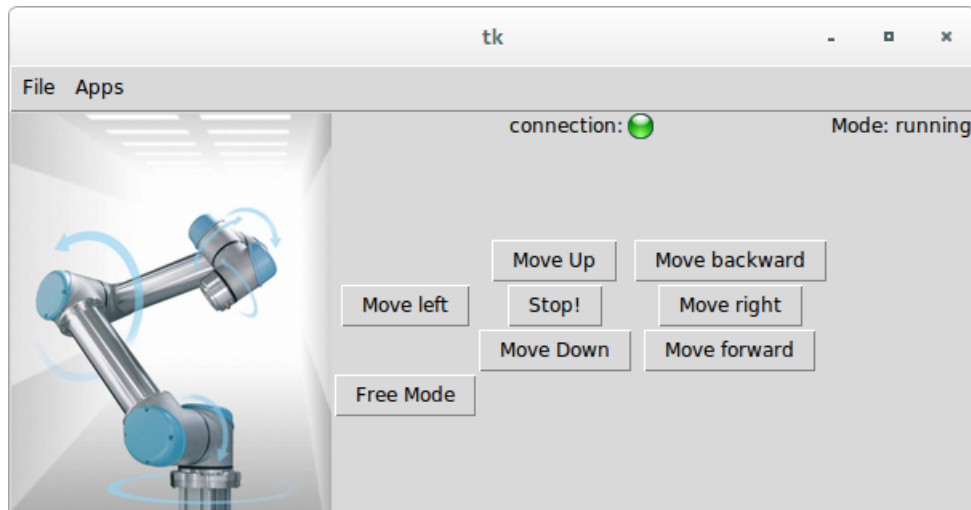 tk
File Apps
connection: Mode: running
Move Up Move backward
Move left Stop! Move right
Move Down Move forward
Free Mode